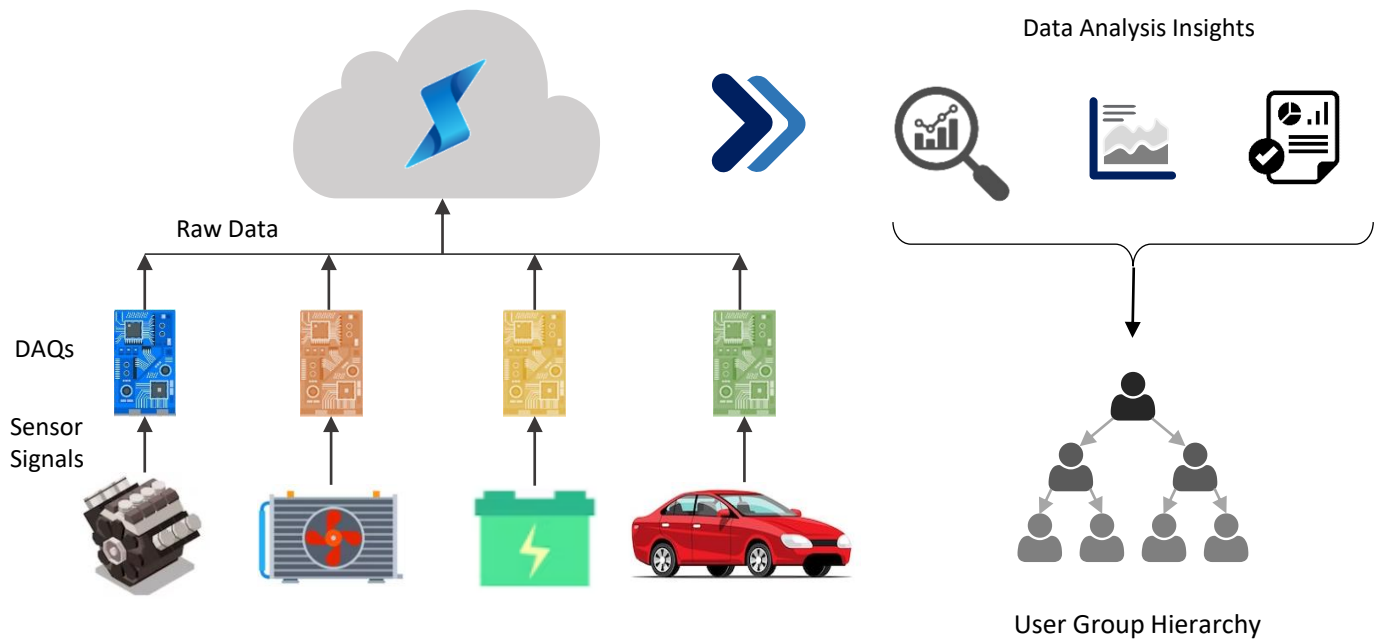 Data Analysis Insights
Raw Data
DAQs
Sensor
Signals
User Group Hierarchy